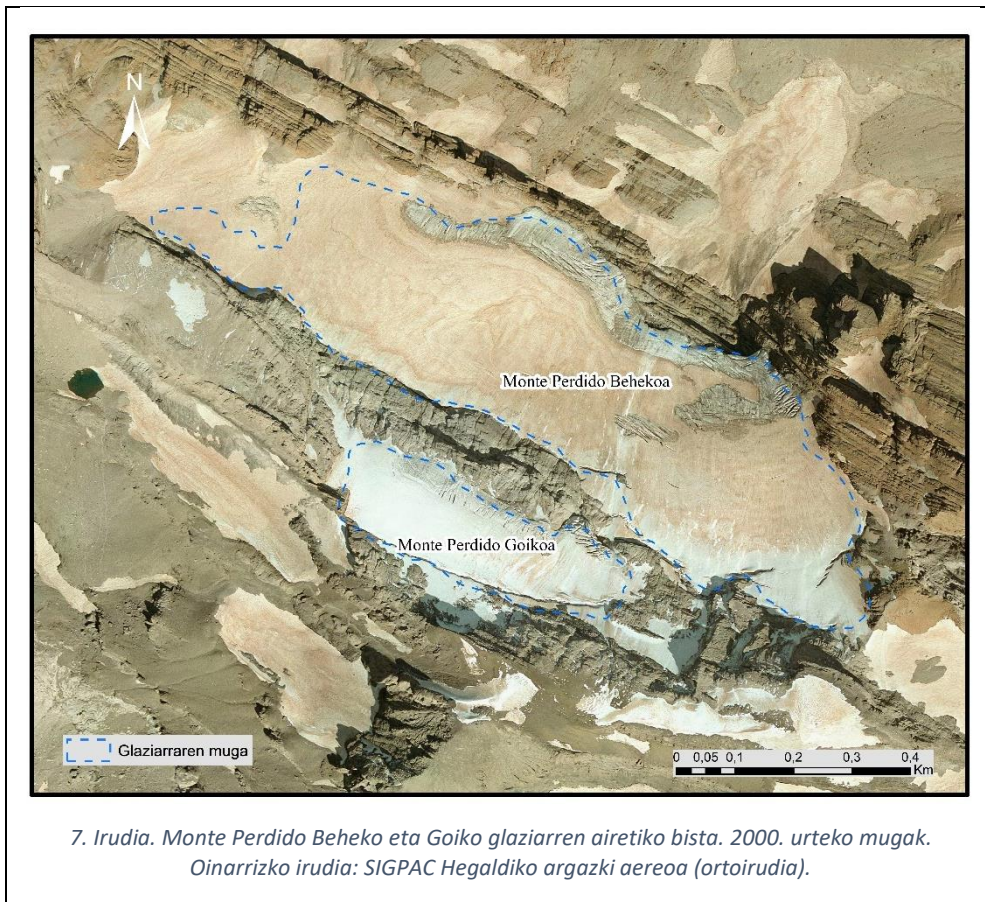 N
Monte Perdido Behekoa
Monte Perdido Goikoa
Glaziarraren muga
0 0,05 0,1 0,2 0,3 0,4
Km
7. Irudia. Monte Perdido Beheko eta Goiko glaziarren airetiko bista. 2000. urteko mugak.
Oinarrizko irudia: SIGPAC Hegaldiko argazki aereoa (ortoirudia).